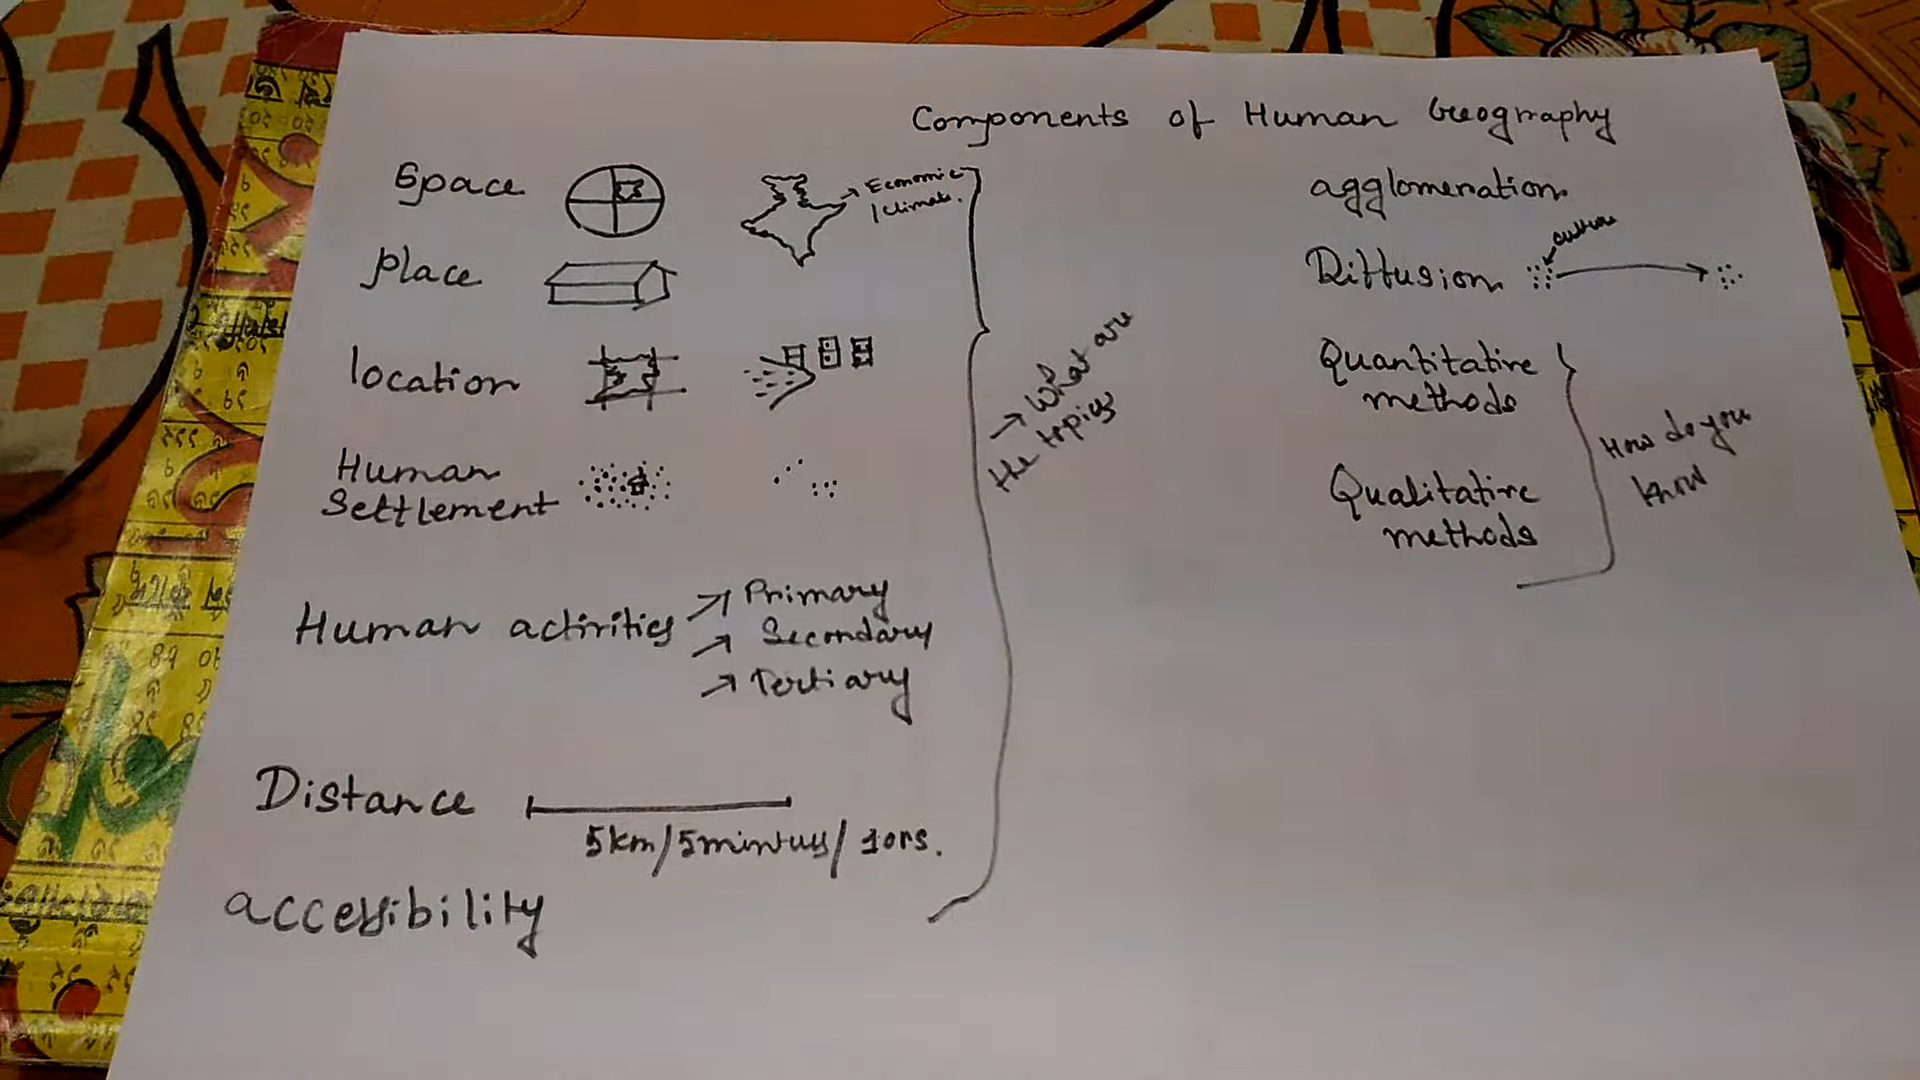 Components of Human Geography
Space
Economic
/climate.
place
location
Human
Settlement
Human activities
Primary
Secondary
Tertiary
Distance
5km/5mintus/10rs.
accessibility
What are
the topics
agglomeration
Diffusion
culture
Quantitative
methods
Qualitative
methods
How do you
know